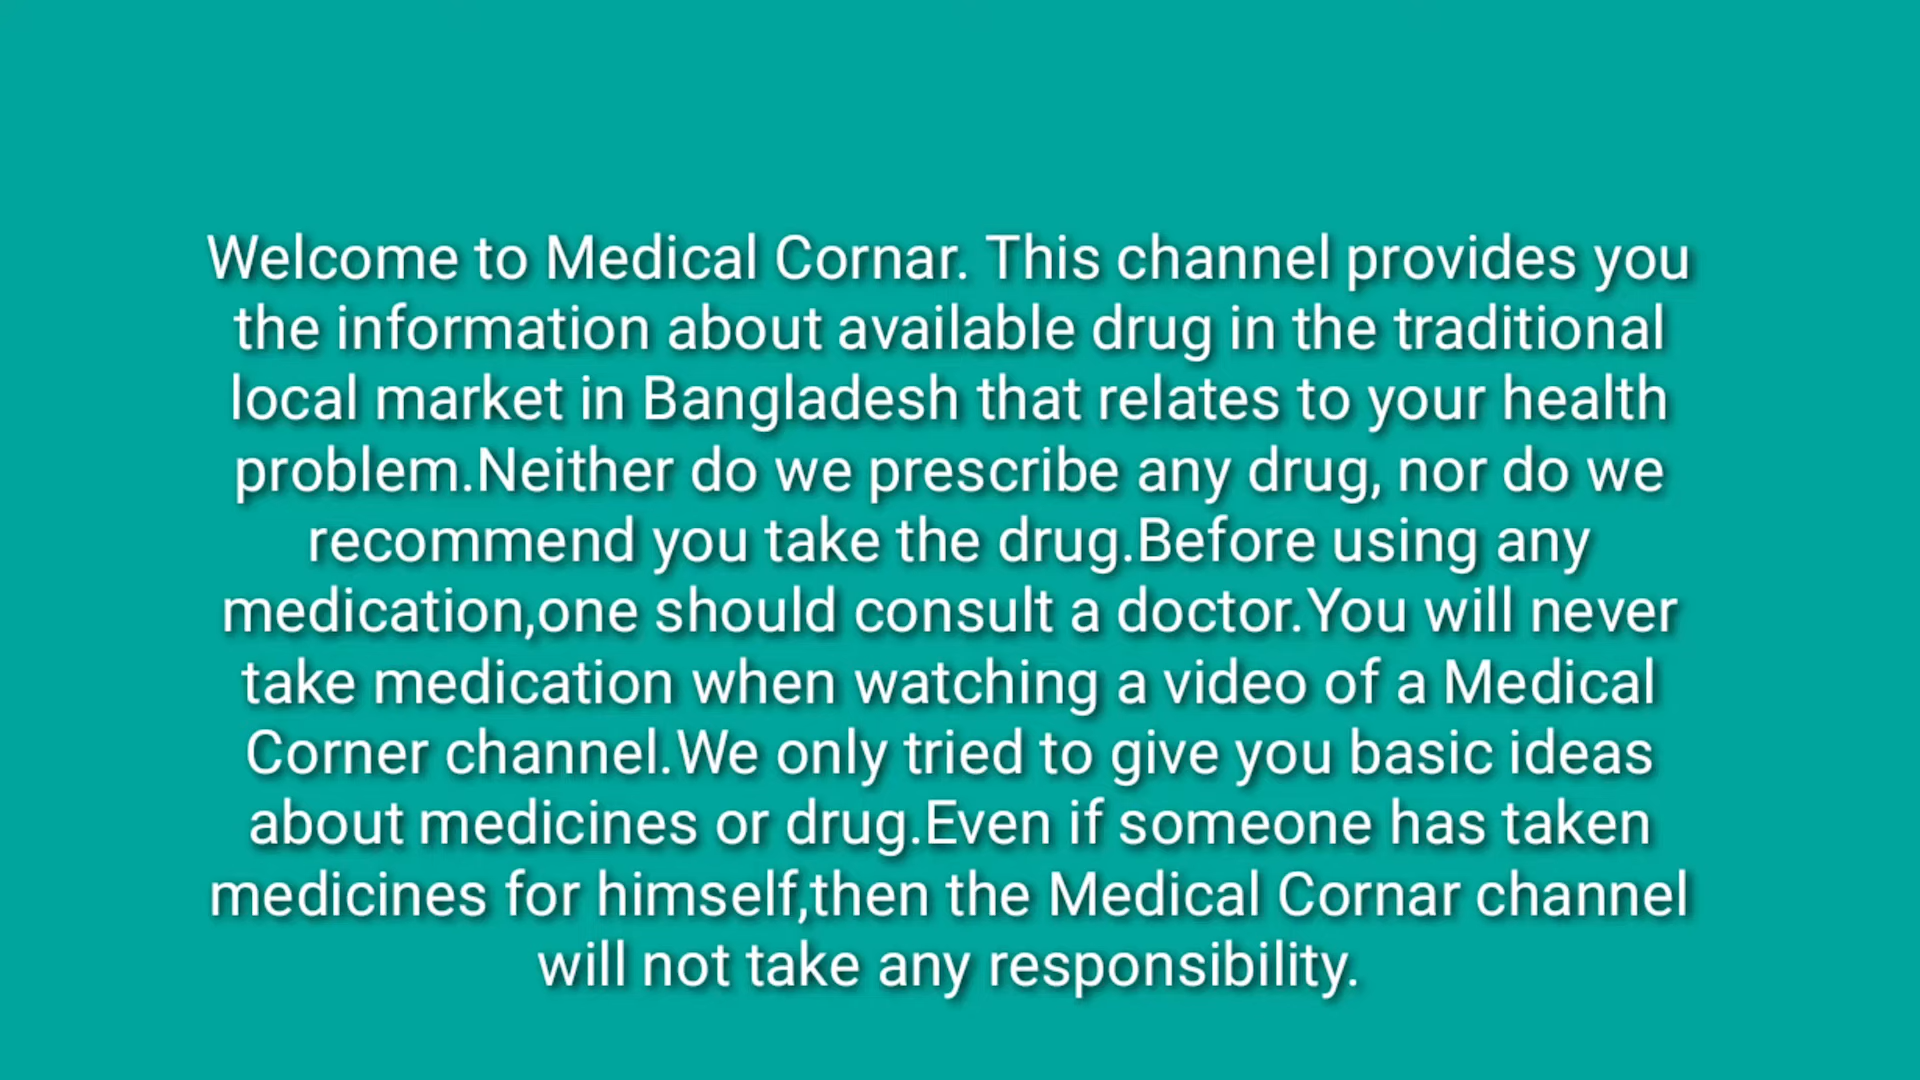 Welcome to Medical Cornar. This channel provides you
the information about available drug in the traditional
local market in Bangladesh that relates to your health
problem.Neither do we prescribe any drug, nor do we
recommend you take the drug.Before using any
medication,one should consult a doctor.You will never
take medication when watching a video of a Medical
Corner channel.We only tried to give you basic ideas
about medicines or drug.Even if someone has taken
medicines for himself,then the Medical Cornar channel
will not take any responsibility.